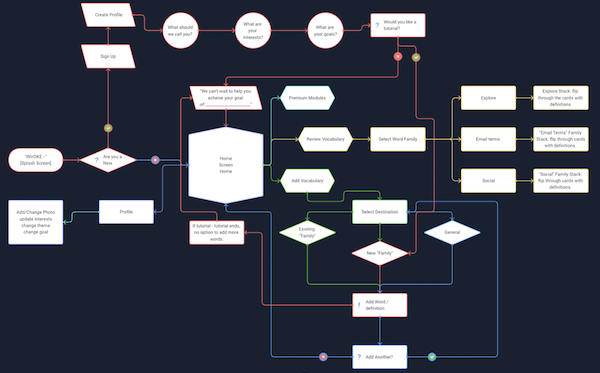 Create Profile
What should
we call you?
What are
your
interests?
What are
your goals?
? Would you like a
tutorial?
Sign Up
"We can't wait to help you
acheive your goal
of
Premium Modules
Explore
Explore Stack: flip
through the cards with
definitions
"INVOKE -"
[Splash Screen]
? Are you a
New
Home
Screen
Home
Review Vocabulary
Select Word Family
Email terms
"Email Terms" Family
Stack: flip through cards
with definitions.
Add Vocabulary
Social
"Social" Family Stack:
flip through cards with
definitions.
Add/Change Photo
update interests
change theme
change goal
Profile
Select Destination
If tutorial - tutorial ends,
no option to add more
words.
Existing
"Family"
New "Family"
General
! Add Word /
definition
? Add Another?